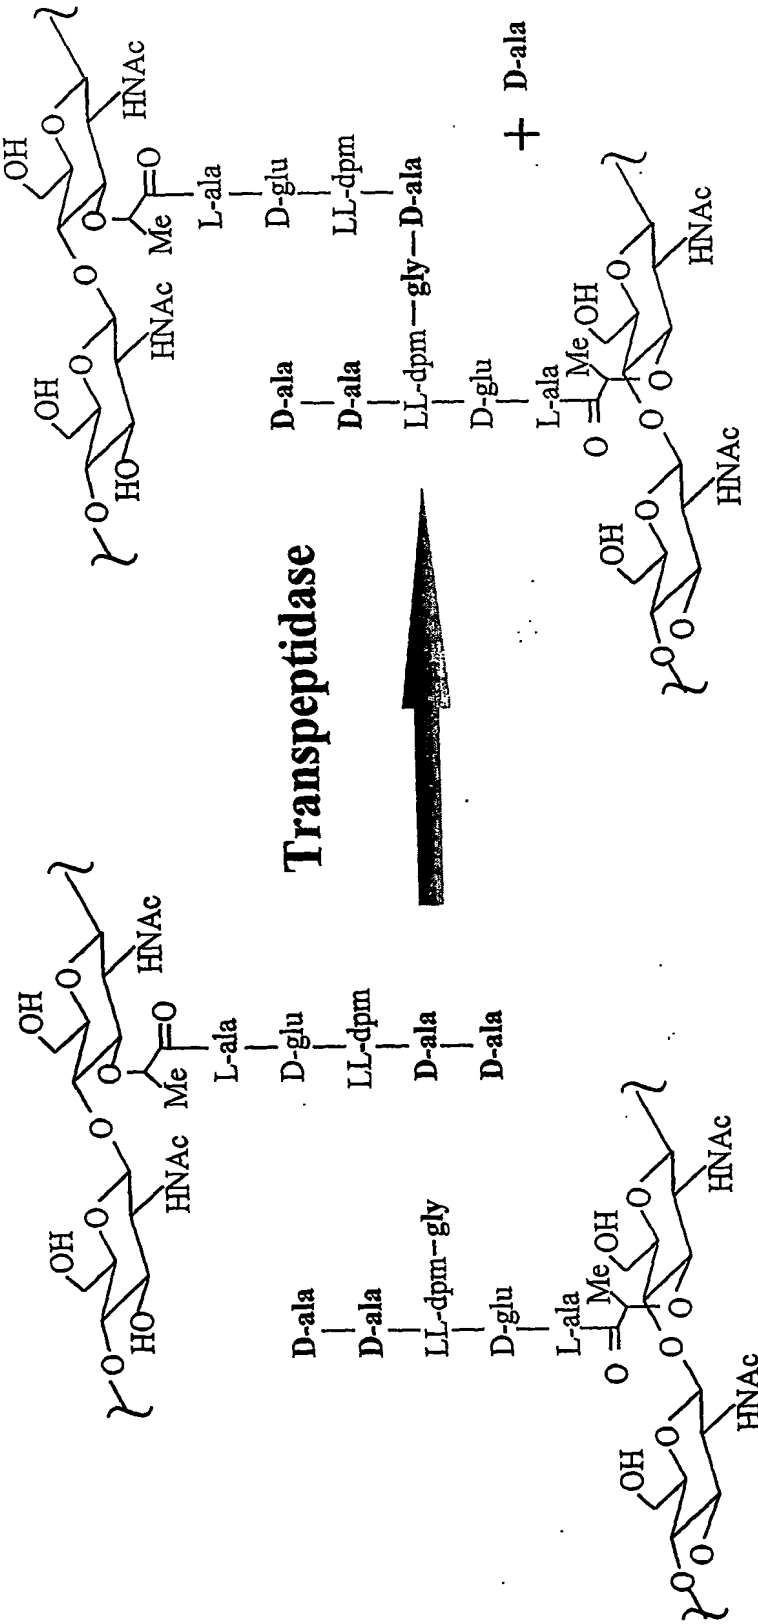 OH
OH
O
O
O
O
HO
HNAc
O
HNAc
Me
O
L-ala
D-glu
LL-dpm
D-ala
D-ala
D-ala
D-ala
LL-dpm–gly
D-glu
L-ala
O
Me
OH
OH
O
O
O
O
HNAc
O
O
HNAc
Transpeptidase
OH
OH
O
O
O
O
HO
HNAc
O
HNAc
Me
O
L-ala
D-glu
LL-dpm
D-ala
D-ala
LL-dpm–gly–D-ala
D-glu
L-ala
O
Me
OH
OH
O
O
O
O
HNAc
O
O
HNAc
+ D-ala